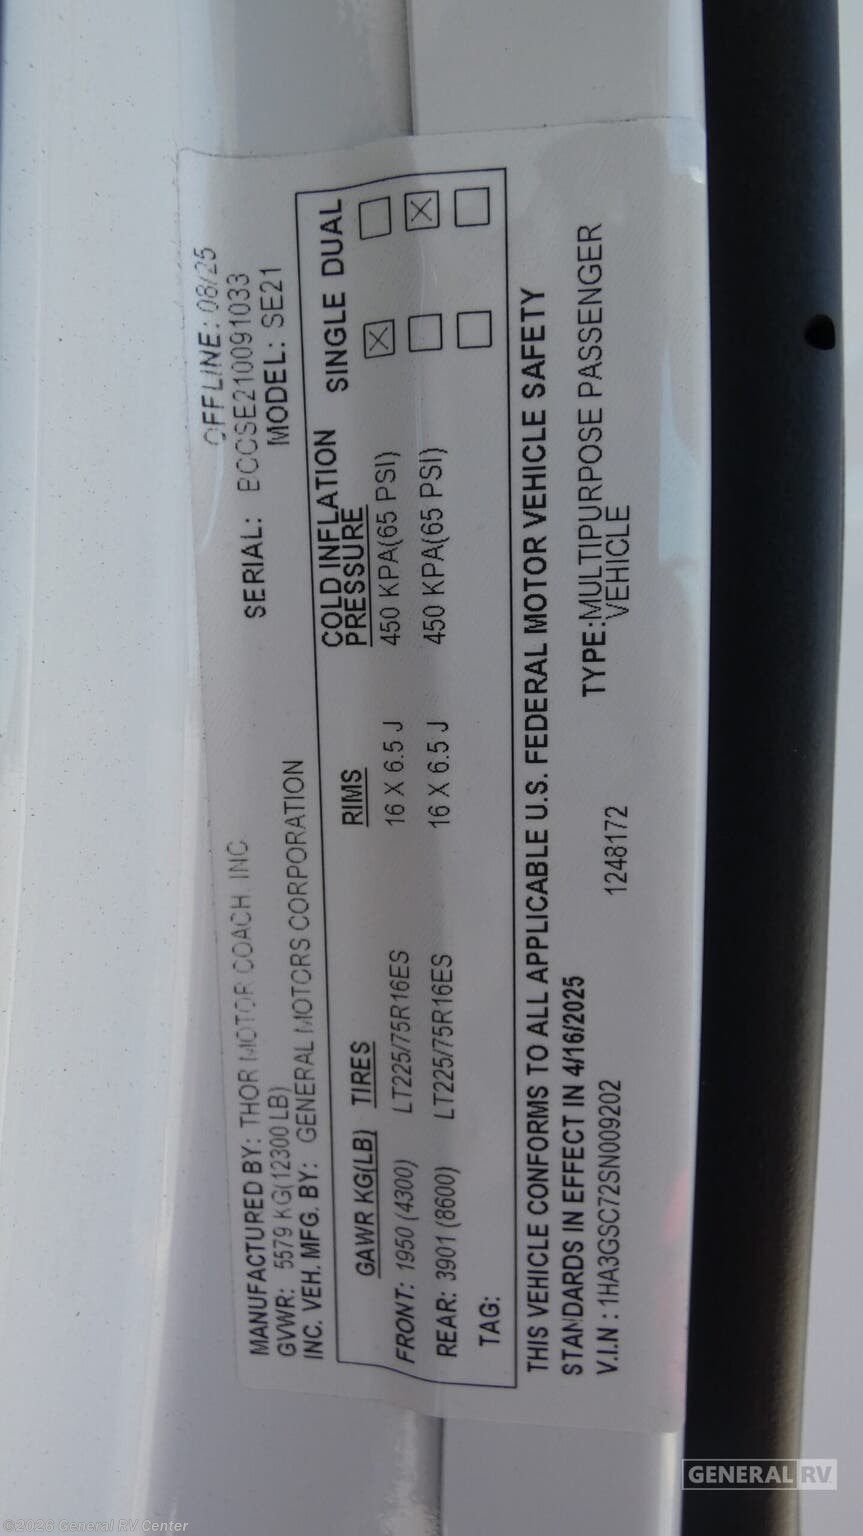 OFFLINE: 08/25
SERIAL: BCCSE210091033
MODEL: SE21
MANUFACTURED BY: THOR MOTOR COACH, INC
GVWR: 5579 KG(12300 LB)
INC. VEH. MFG. BY: GENERAL MOTORS CORPORATION
GAWR KG(LB) TIRES RIMS COLD INFLATION PRESSURE SINGLE DUAL
FRONT: 1950 (4300) LT225/75R16ES 16 X 6.5 J 450 KPA(65 PSI)
REAR: 3901 (8600) LT225/75R16ES 16 X 6.5 J 450 KPA(65 PSI)
TAG:
THIS VEHICLE CONFORMS TO ALL APPLICABLE U.S. FEDERAL MOTOR VEHICLE SAFETY
STANDARDS IN EFFECT IN 4/16/2025
V.I.N : 1HA3GSC72SN009202 1248172 TYPE:MULTIPURPOSE PASSENGER
VEHICLE
GENERAL RV
©2026 General RV Center